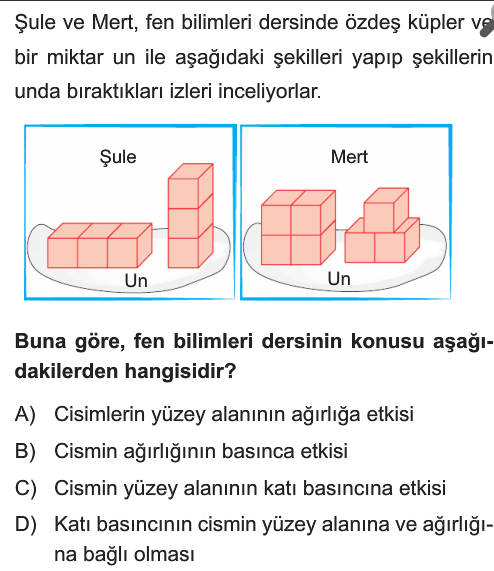 Şule ve Mert, fen bilimleri dersinde özdeş küpler ve
bir miktar un ile aşağıdaki şekilleri yapıp şekillerin
unda bıraktıkları izleri inceliyorlar.
Şule
Un
Mert
Un
Buna göre, fen bilimleri dersinin konusu aşağı-
dakilerden hangisidir?
A) Cisimlerin yüzey alanının ağırlığa etkisi
B) Cismin ağırlığının basınca etkisi
C) Cismin yüzey alanının katı basıncına etkisi
D) Katı basıncının cismin yüzey alanına ve ağırlığı-
na bağlı olması